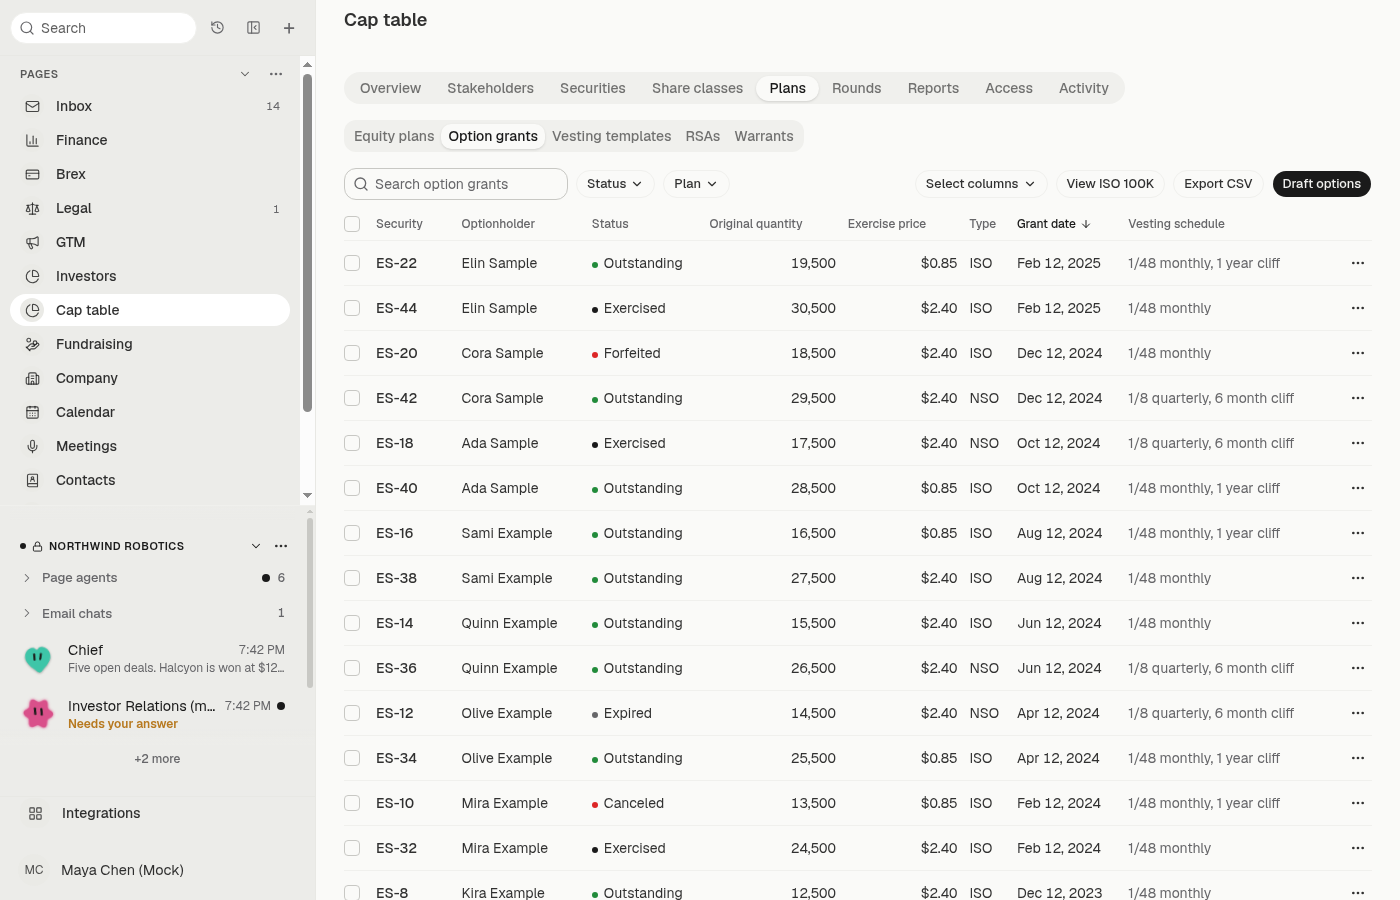 Search
PAGES
Inbox 14
Finance
Brex
Legal 1
GTM
Investors
Cap table
Fundraising
Company
Calendar
Meetings
Contacts
NORTHWIND ROBOTICS
Page agents 6
Email chats 1
Chief 7:42 PM
Five open deals. Halcyon is won at $12...
Investor Relations (m... 7:42 PM
Needs your answer
+2 more
Integrations
MC Maya Chen (Mock)
Cap table
Overview Stakeholders Securities Share classes Plans Rounds Reports Access Activity
Equity plans Option grants Vesting templates RSAs Warrants
Search option grants Status Plan Select columns View ISO 100K Export CSV Draft options
Security Optionholder Status Original quantity Exercise price Type Grant date Vesting schedule
ES-22 Elin Sample Outstanding 19,500 $0.85 ISO Feb 12, 2025 1/48 monthly, 1 year cliff
ES-44 Elin Sample Exercised 30,500 $2.40 ISO Feb 12, 2025 1/48 monthly
ES-20 Cora Sample Forfeited 18,500 $2.40 ISO Dec 12, 2024 1/48 monthly
ES-42 Cora Sample Outstanding 29,500 $2.40 NSO Dec 12, 2024 1/8 quarterly, 6 month cliff
ES-18 Ada Sample Exercised 17,500 $2.40 NSO Oct 12, 2024 1/8 quarterly, 6 month cliff
ES-40 Ada Sample Outstanding 28,500 $0.85 ISO Oct 12, 2024 1/48 monthly, 1 year cliff
ES-16 Sami Example Outstanding 16,500 $0.85 ISO Aug 12, 2024 1/48 monthly, 1 year cliff
ES-38 Sami Example Outstanding 27,500 $2.40 ISO Aug 12, 2024 1/48 monthly
ES-14 Quinn Example Outstanding 15,500 $2.40 ISO Jun 12, 2024 1/48 monthly
ES-36 Quinn Example Outstanding 26,500 $2.40 NSO Jun 12, 2024 1/8 quarterly, 6 month cliff
ES-12 Olive Example Expired 14,500 $2.40 NSO Apr 12, 2024 1/8 quarterly, 6 month cliff
ES-34 Olive Example Outstanding 25,500 $0.85 ISO Apr 12, 2024 1/48 monthly, 1 year cliff
ES-10 Mira Example Canceled 13,500 $0.85 ISO Feb 12, 2024 1/48 monthly, 1 year cliff
ES-32 Mira Example Exercised 24,500 $2.40 ISO Feb 12, 2024 1/48 monthly
ES-8 Kira Example Outstanding 12,500 $2.40 ISO Dec 12, 2023 1/48 monthly